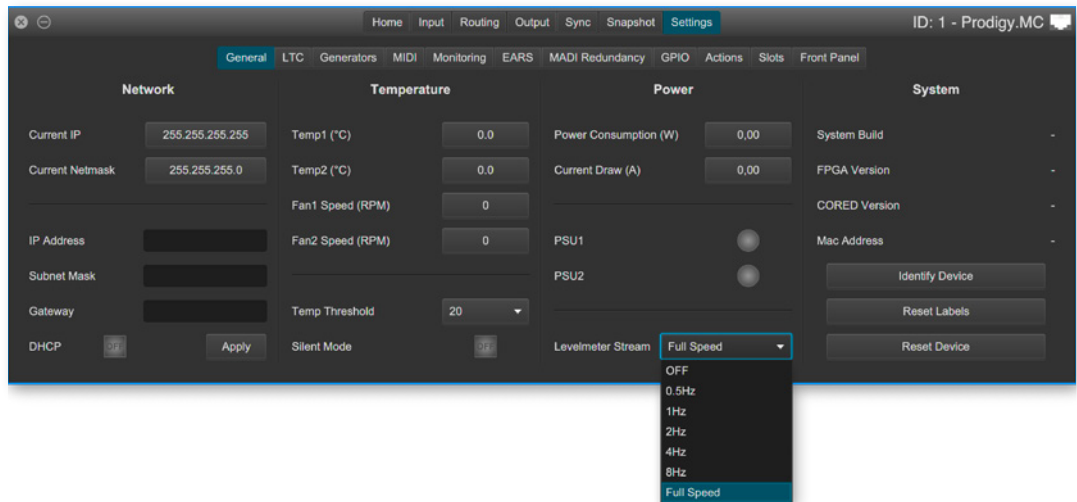 Home Input Routing Output Sync Snapshot Settings ID: 1 - Prodigy.MC
General LTC Generators MIDI Monitoring EARS MADI Redundancy GPIO Actions Slots Front Panel
Network
Current IP 255.255.255.255
Current Netmask 255.255.255.0
IP Address
Subnet Mask
Gateway
DHCP OFF Apply
Temperature
Temp1 (°C) 0.0
Temp2 (°C) 0.0
Fan1 Speed (RPM) 0
Fan2 Speed (RPM) 0
Temp Threshold 20
Silent Mode OFF
Power
Power Consumption (W) 0,00
Current Draw (A) 0,00
PSU1
PSU2
Levelmeter Stream Full Speed
OFF
0.5Hz
1Hz
2Hz
4Hz
8Hz
Full Speed
System
System Build -
FPGA Version -
CORED Version -
Mac Address -
Identify Device
Reset Labels
Reset Device